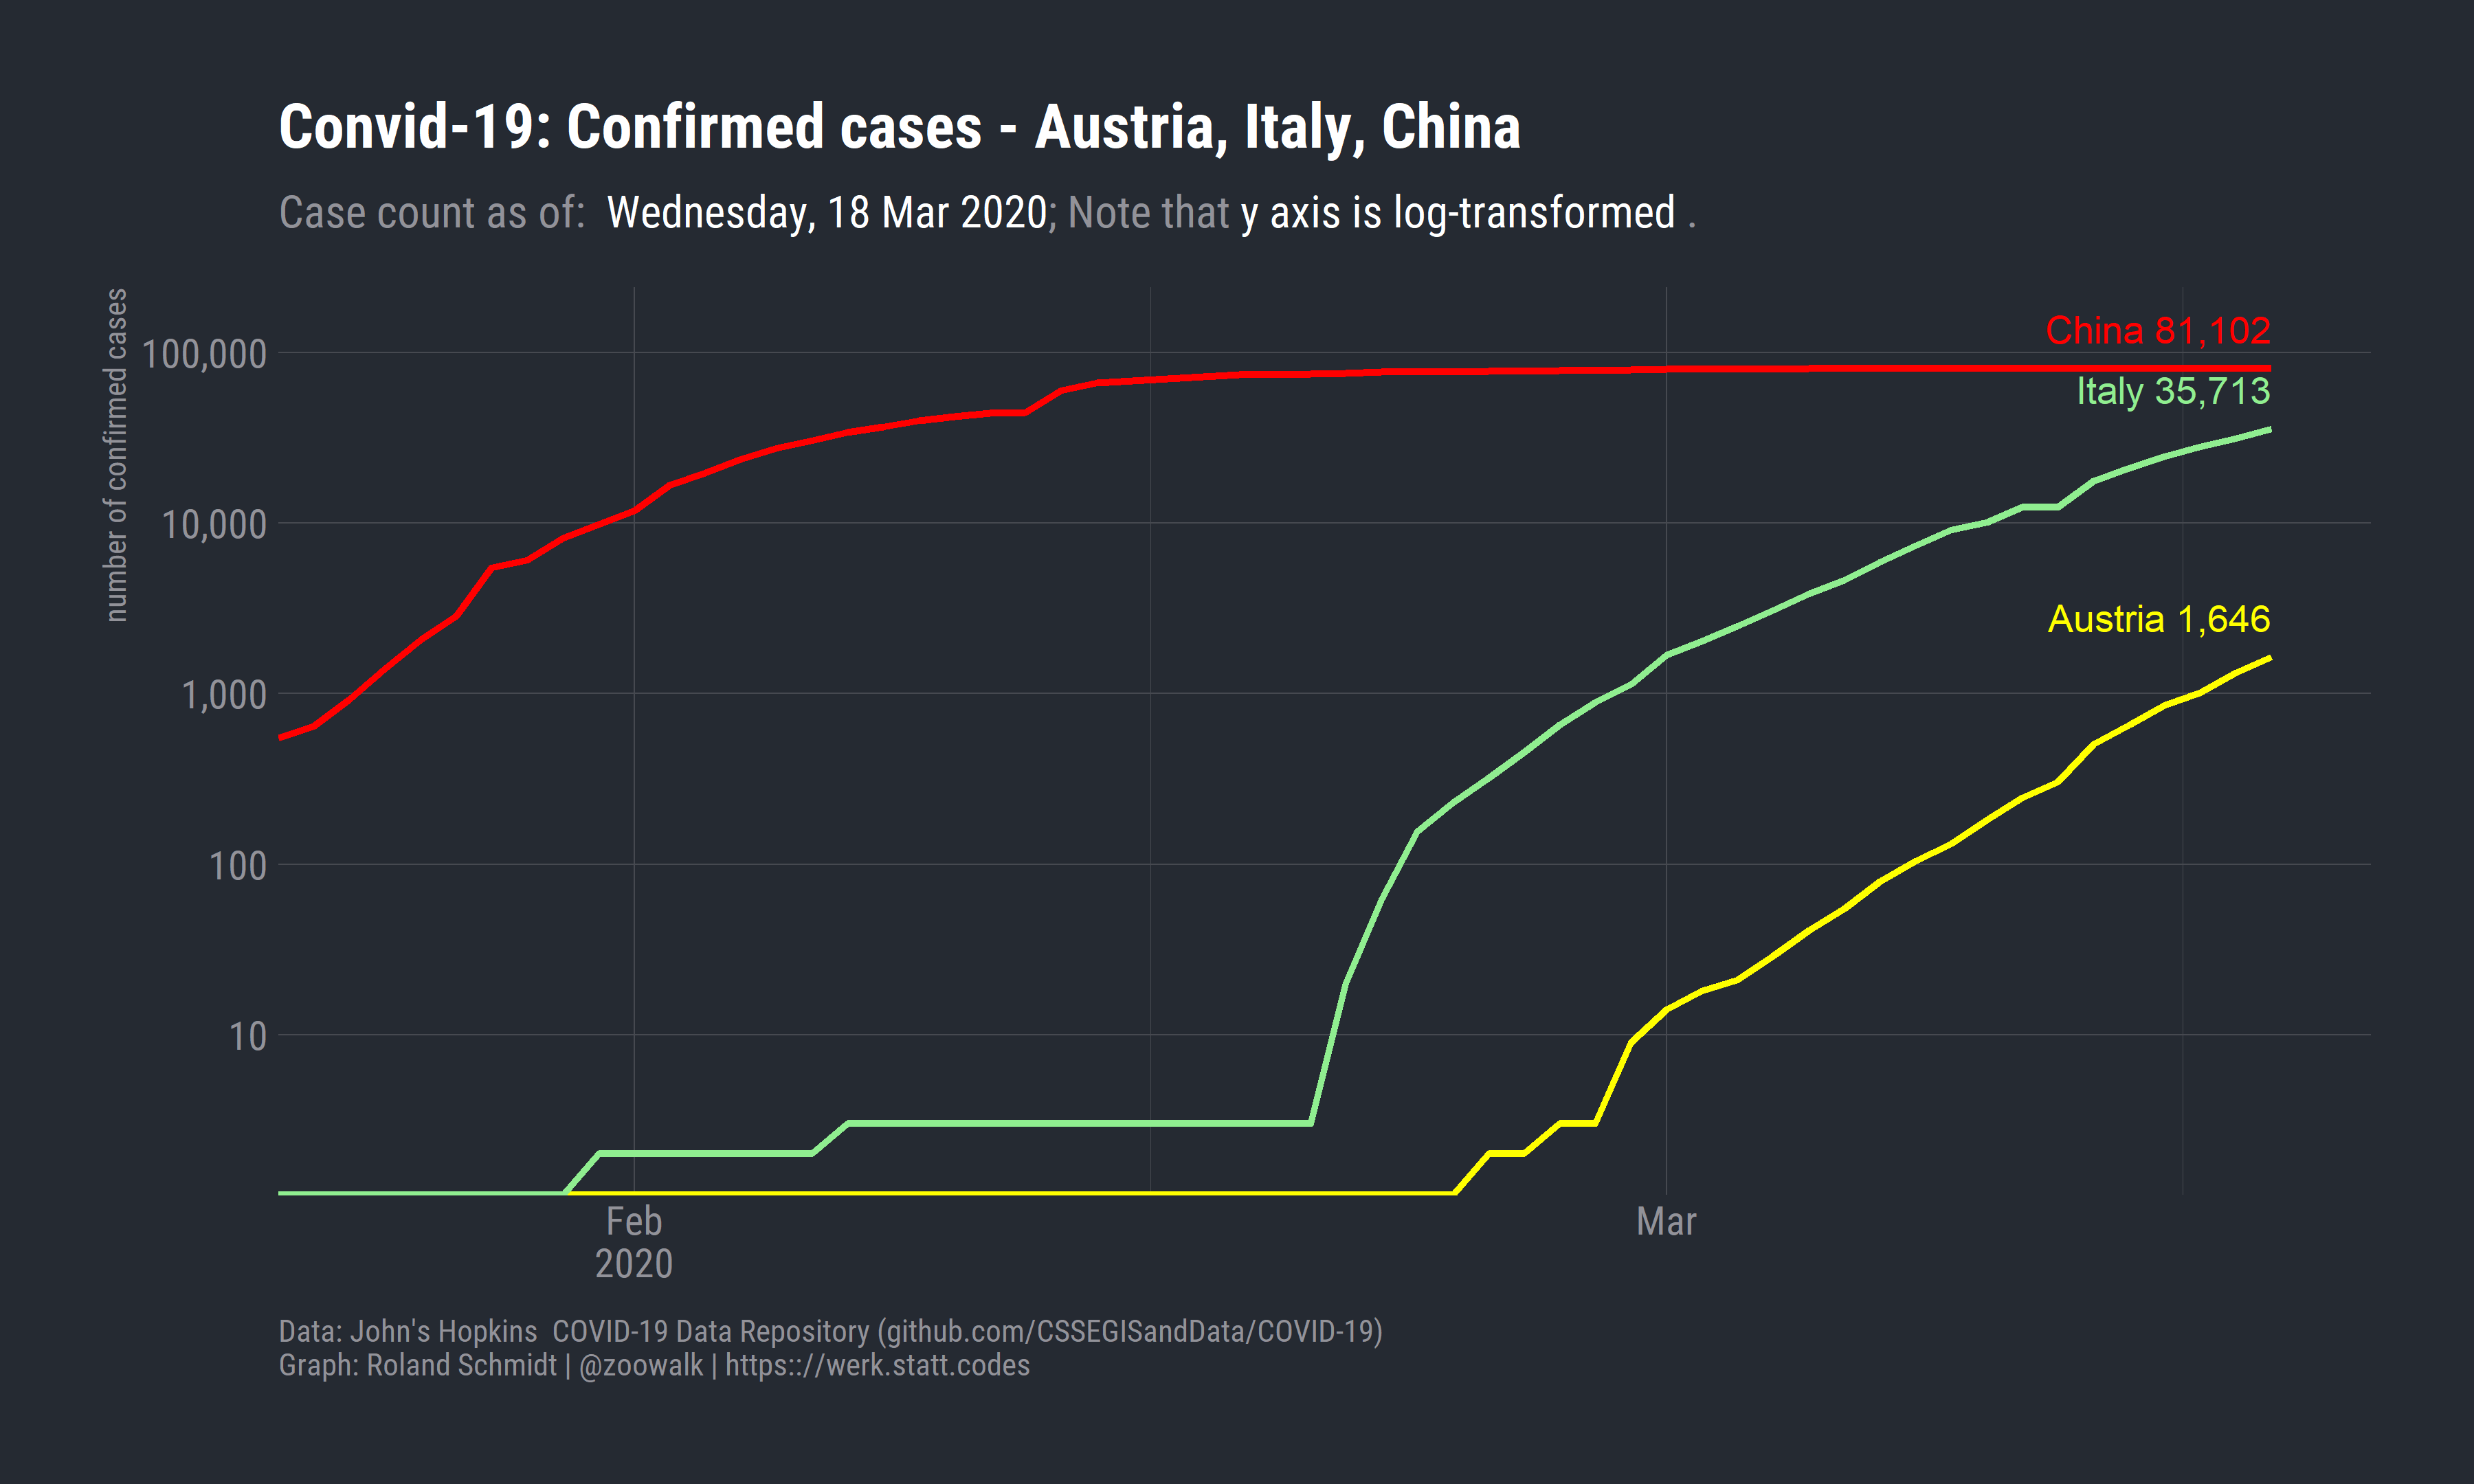 Convid-19: Confirmed cases - Austria, Italy, China
Case count as of:  Wednesday, 18 Mar 2020; Note that y axis is log-transformed .
number of confirmed cases
100,000
10,000
1,000
100
10
China 81,102
Italy 35,713
Austria 1,646
Feb
2020
Mar
Data: John's Hopkins  COVID-19 Data Repository (github.com/CSSEGISandData/COVID-19)
Graph: Roland Schmidt | @zoowalk | https:://werk.statt.codes